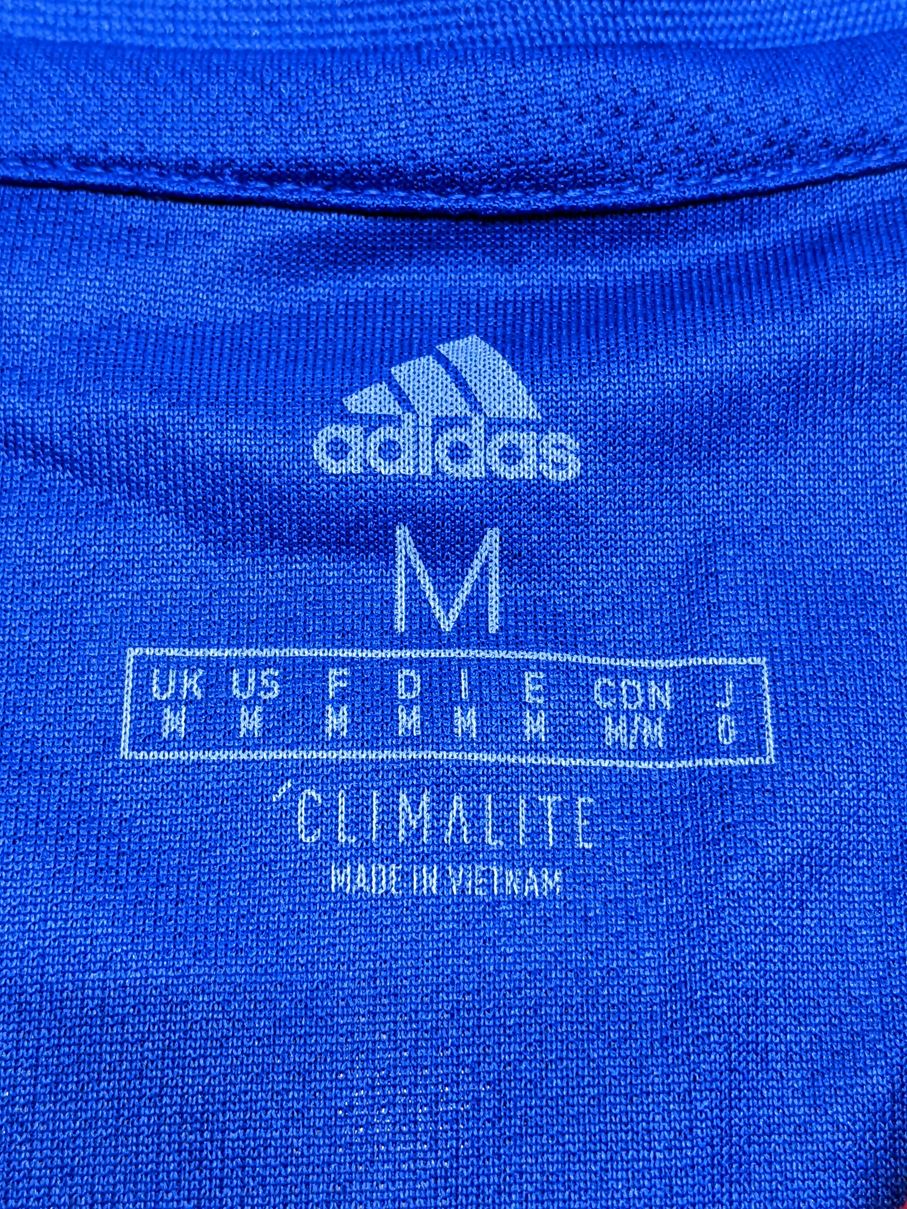 adidas
M
UK US F D I E CDN J
M M M M M M M/M O
´CLIMALITE
MADE IN VIETNAM